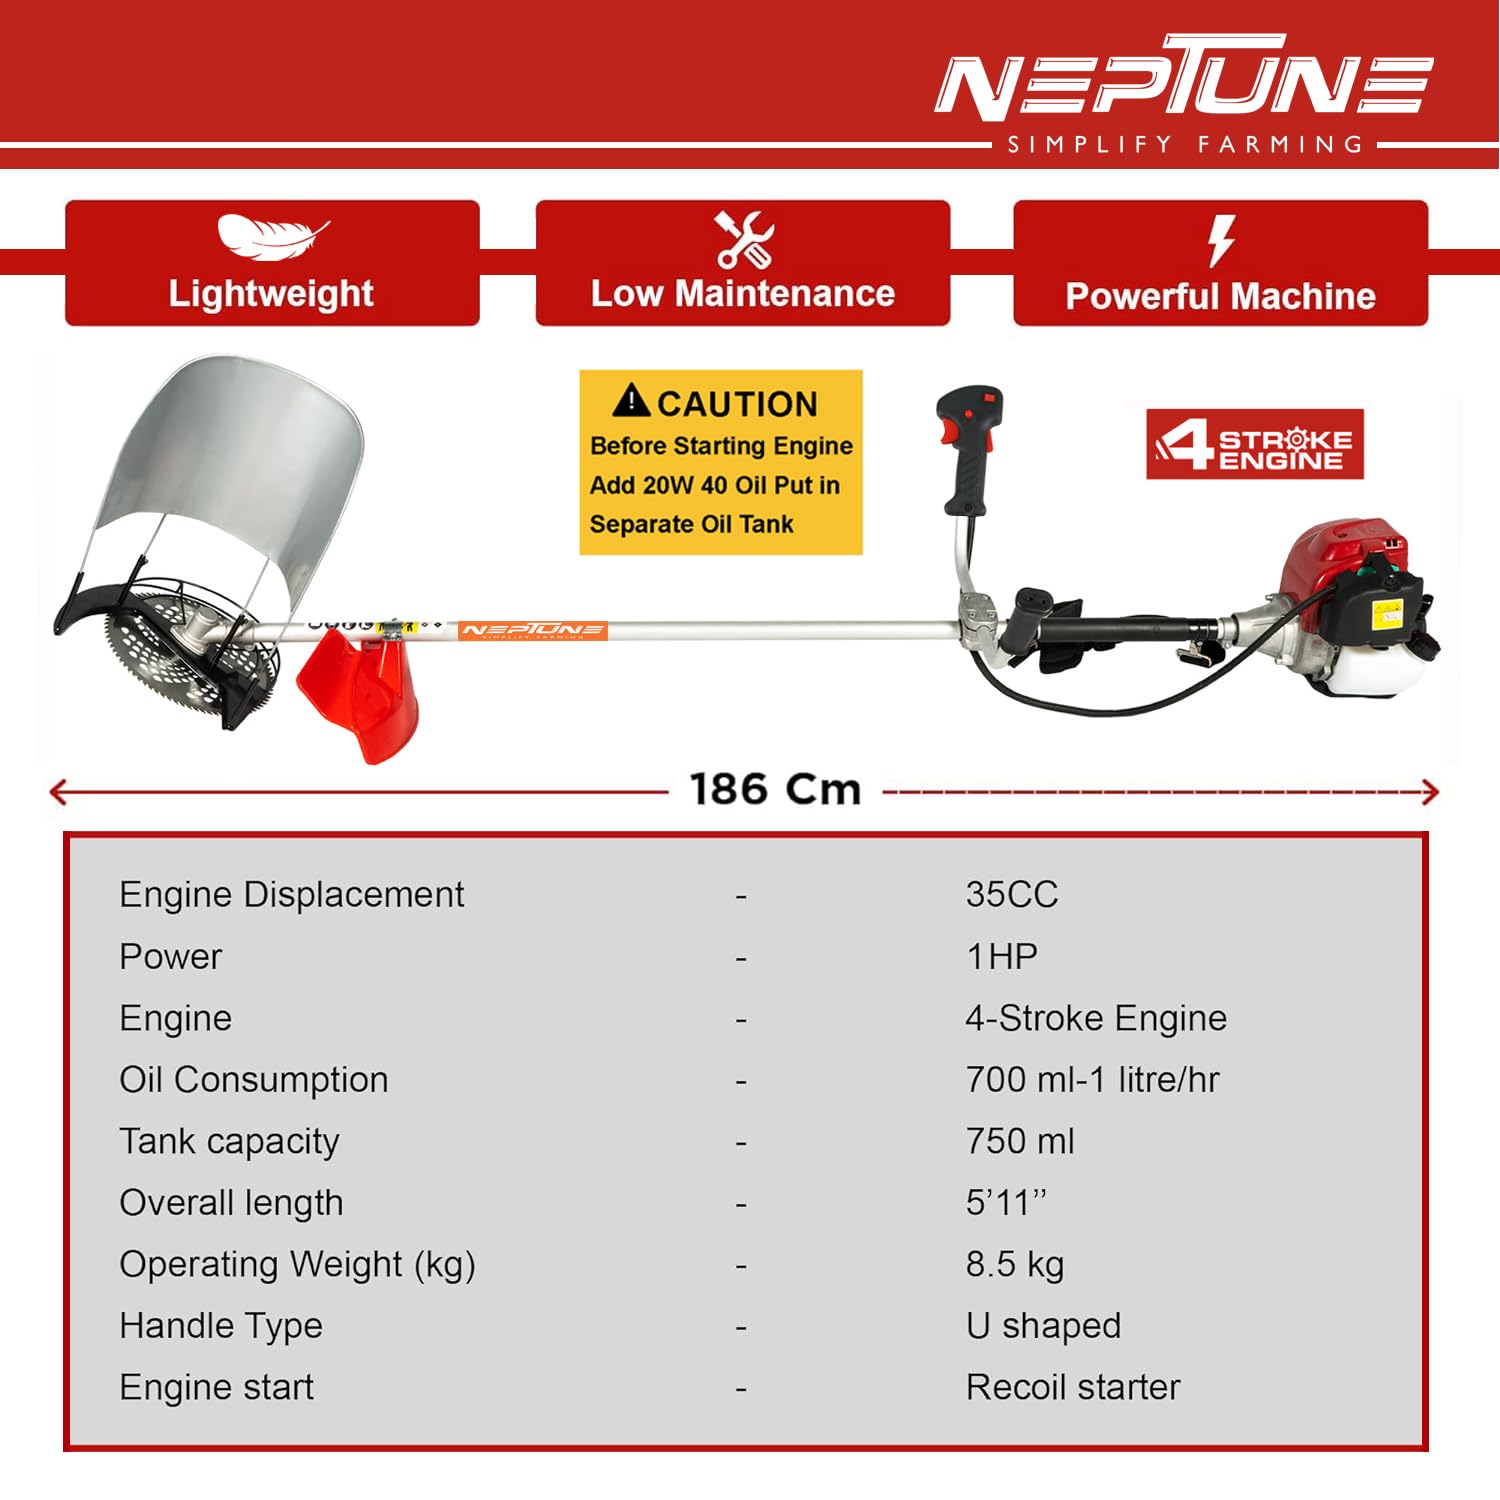 NEPTUNE
SIMPLIFY FARMING
Lightweight
Low Maintenance
Powerful Machine
CAUTION
Before Starting Engine
Add 20W 40 Oil Put in
Separate Oil Tank
4 STROKE
ENGINE
NEPTUNE
SIMPLIFY FARMING
186 Cm
Engine Displacement - 35CC
Power - 1HP
Engine - 4-Stroke Engine
Oil Consumption - 700 ml-1 litre/hr
Tank capacity - 750 ml
Overall length - 5’11’’
Operating Weight (kg) - 8.5 kg
Handle Type - U shaped
Engine start - Recoil starter